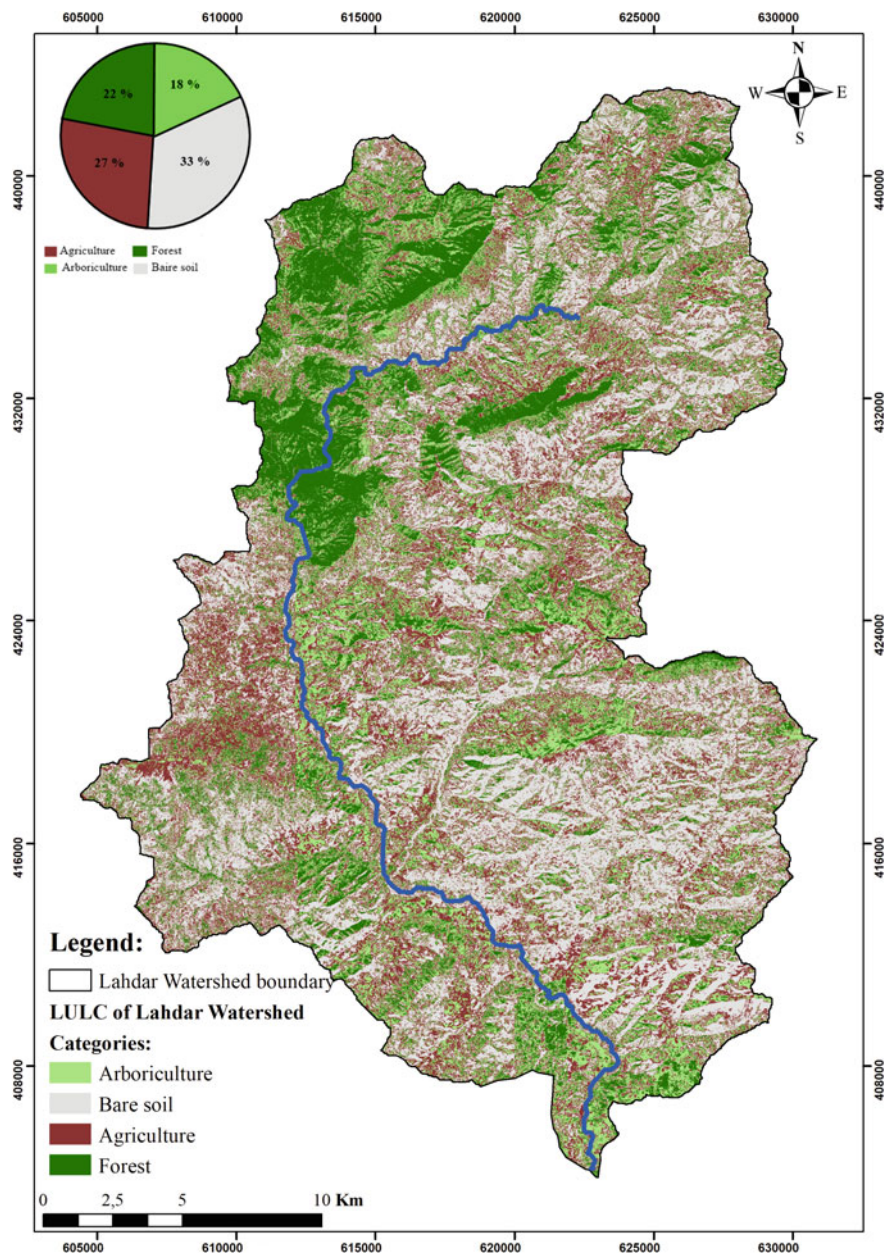 605000 610000 615000 620000 625000 630000
N
W E
S
22 % 18 %
27 % 33 %
Agriculture Forest
Arboriculture Baire soil
440000 440000
432000 432000
424000 424000
416000 416000
408000 408000
Legend:
Lahdar Watershed boundary
LULC of Lahdar Watershed
Categories:
Arboriculture
Bare soil
Agriculture
Forest
0 2,5 5 10 Km
605000 610000 615000 620000 625000 630000